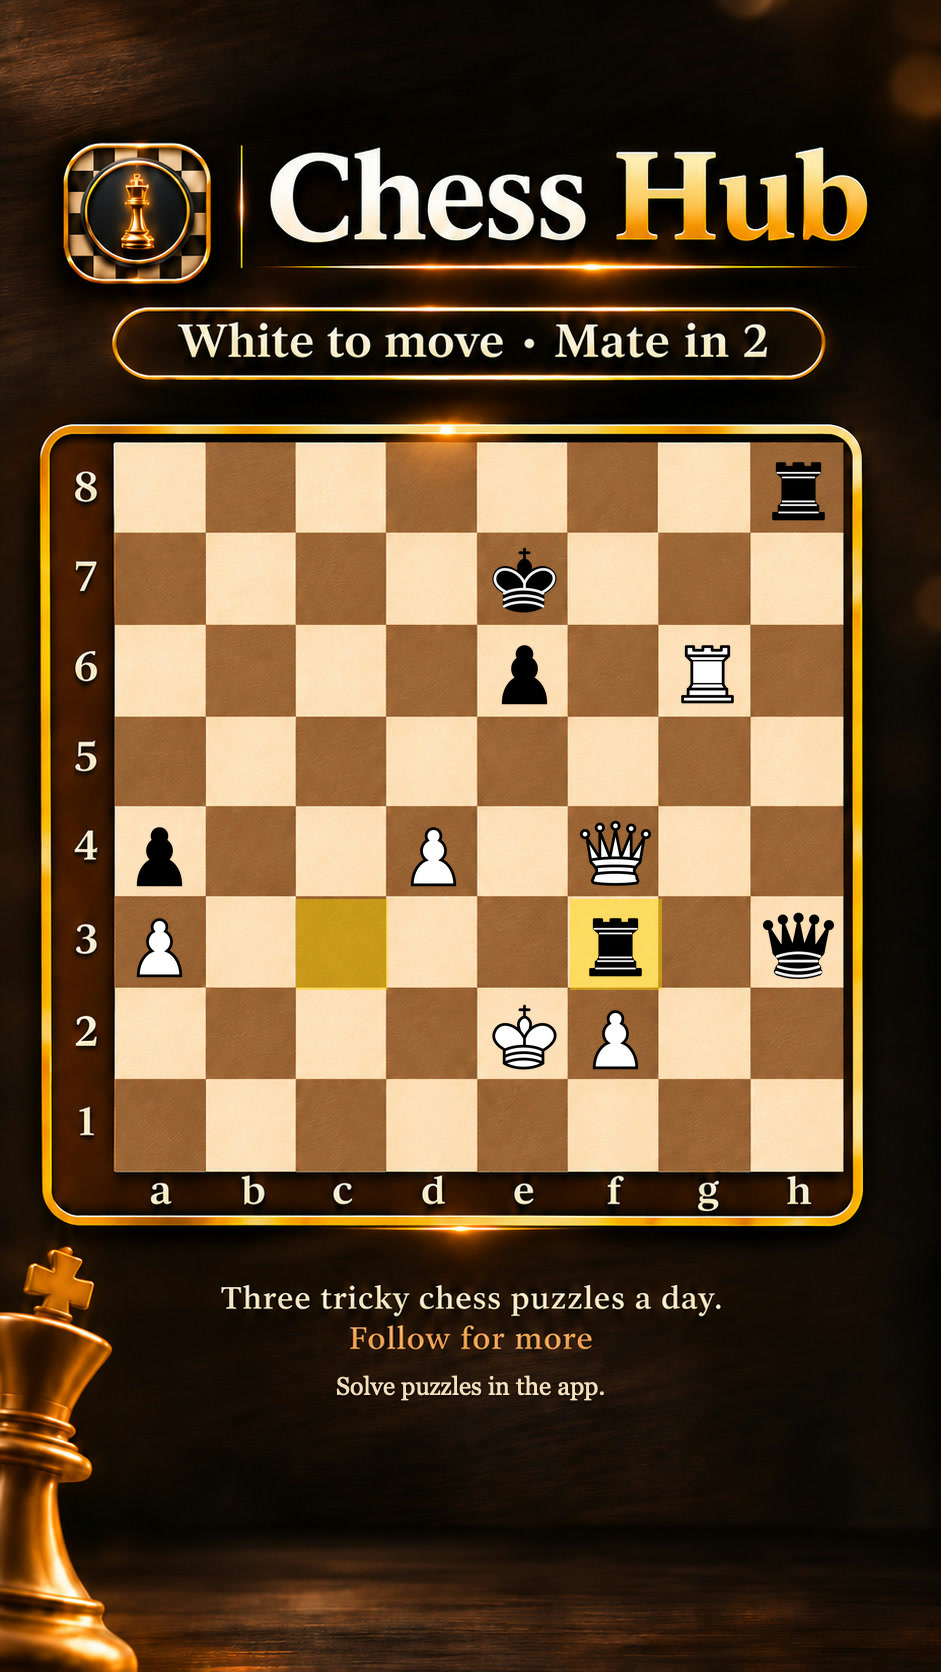 Chess Hub
White to move · Mate in 2
8
7
6
5
4
3
2
1
a b c d e f g h
Three tricky chess puzzles a day.
Follow for more
Solve puzzles in the app.